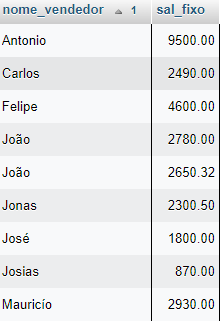 nome_vendedor 1 sal_fixo
Antonio 9500.00
Carlos 2490.00
Felipe 4600.00
João 2780.00
João 2650.32
Jonas 2300.50
José 1800.00
Josias 870.00
Mauricío 2930.00